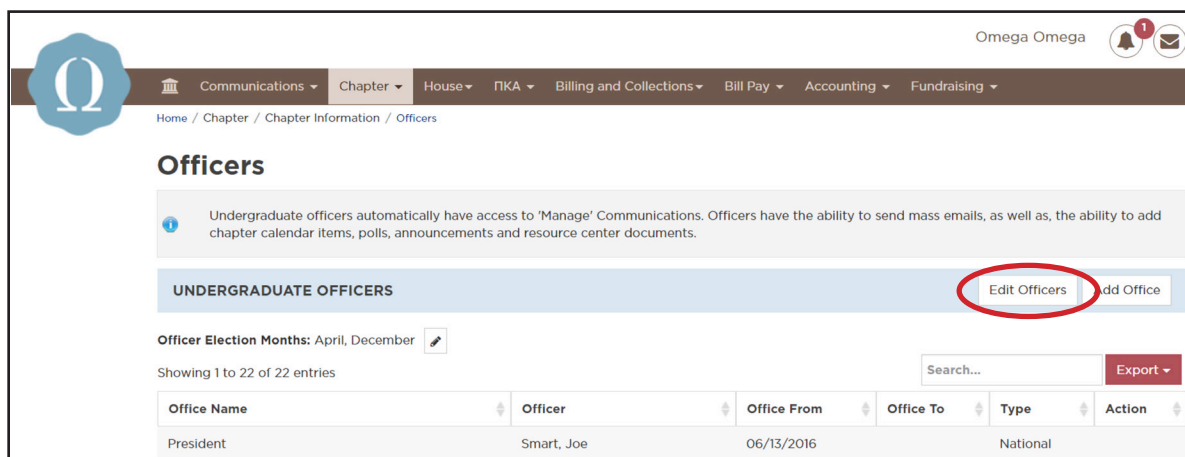 Omega Omega
1
Ω
Communications Chapter House ΠΚΑ Billing and Collections Bill Pay Accounting Fundraising
Home / Chapter / Chapter Information / Officers
Officers
Undergraduate officers automatically have access to 'Manage' Communications. Officers have the ability to send mass emails, as well as, the ability to add
chapter calendar items, polls, announcements and resource center documents.
UNDERGRADUATE OFFICERS Edit Officers Add Office
Officer Election Months: April, December
Showing 1 to 22 of 22 entries Search... Export
Office Name Officer Office From Office To Type Action
President Smart, Joe 06/13/2016 National